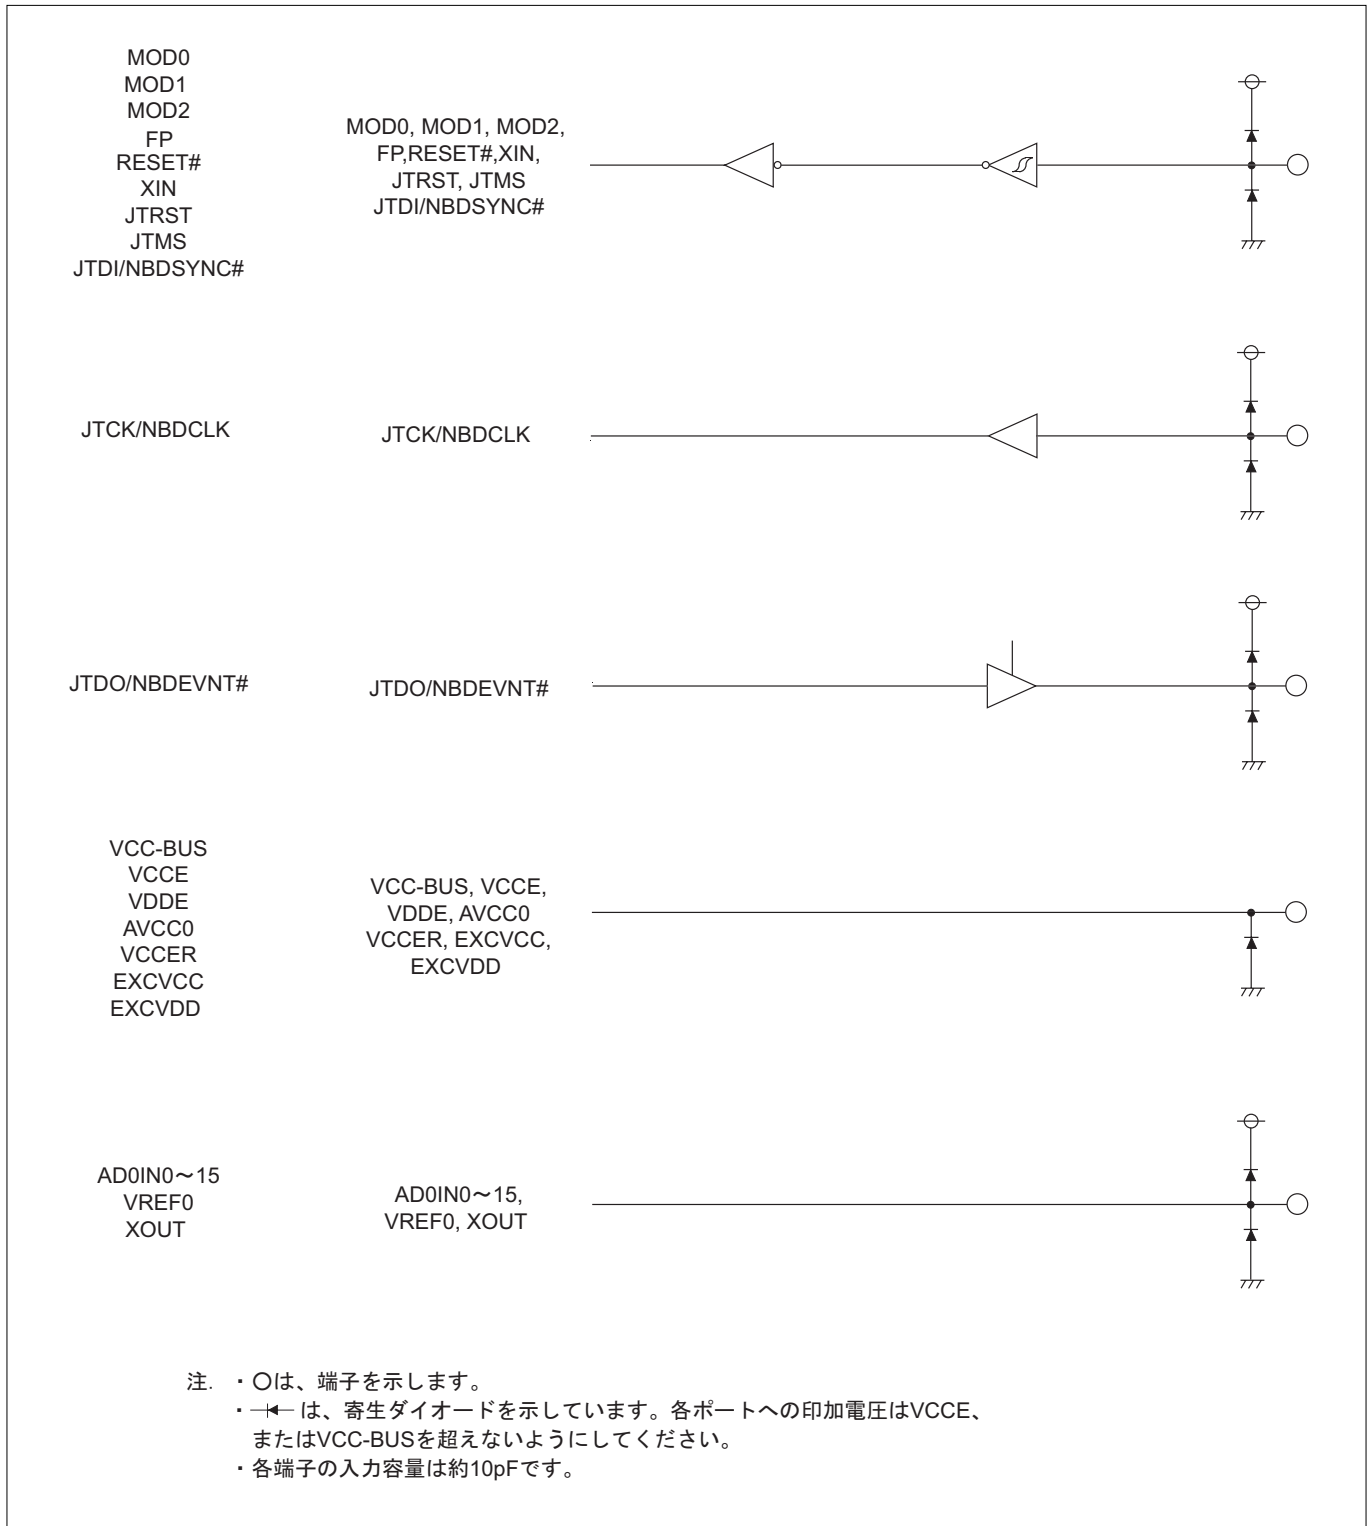 MOD0
MOD1
MOD2
FP
RESET#
XIN
JTRST
JTMS
JTDI/NBDSYNC#
MOD0, MOD1, MOD2,
FP,RESET#,XIN,
JTRST, JTMS
JTDI/NBDSYNC#
JTCK/NBDCLK
JTCK/NBDCLK
JTDO/NBDEVNT#
JTDO/NBDEVNT#
VCC-BUS
VCCE
VDDE
AVCC0
VCCER
EXCVCC
EXCVDD
VCC-BUS, VCCE,
VDDE, AVCC0
VCCER, EXCVCC,
EXCVDD
AD0IN0～15
VREF0
XOUT
AD0IN0～15,
VREF0, XOUT
注. ・○は、端子を示します。
・ は、寄生ダイオードを示しています。各ポートへの印加電圧はVCCE、
またはVCC-BUSを超えないようにしてください。
・各端子の入力容量は約10pFです。